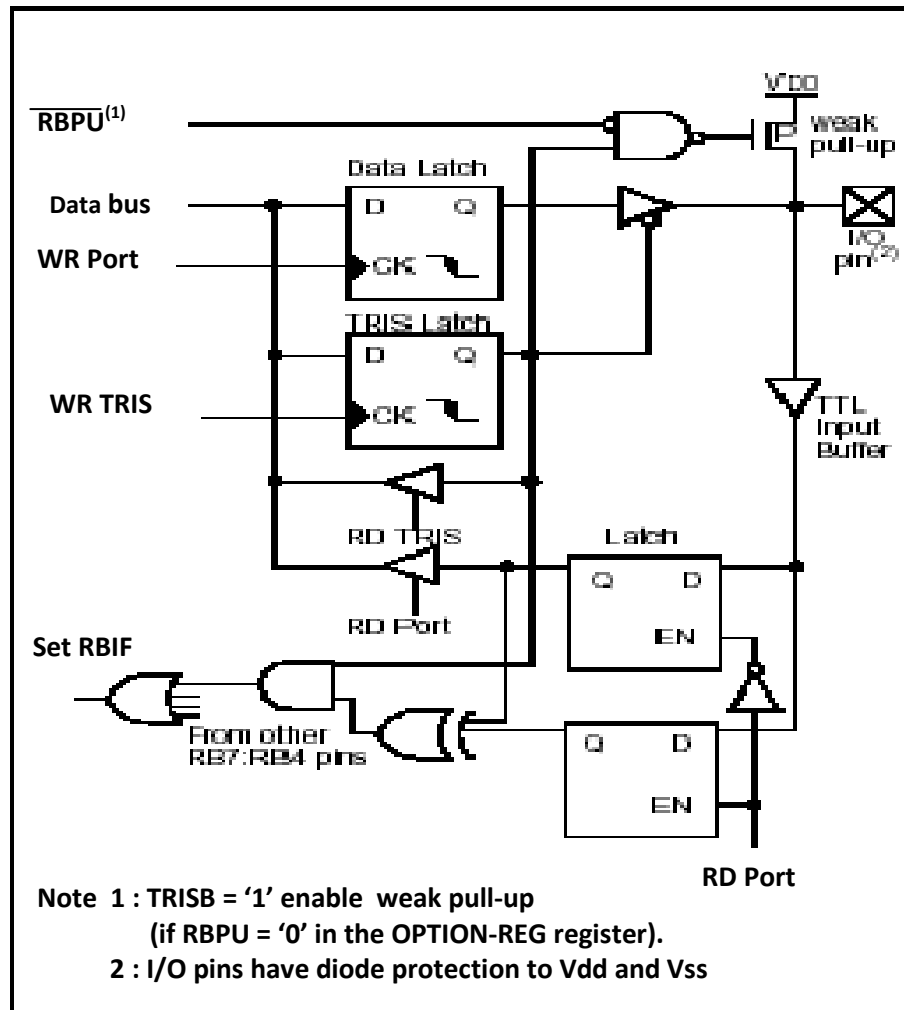 VDD
RBPU(1)
weak
pull-up
Data Latch
Data bus
D Q
I/O
pin(2)
WR Port
CK
TRIS Latch
D Q
WR TRIS
CK
TTL
Input
Buffer
RD TRIS
Latch
Q D
RD Port
EN
Set RBIF
From other
RB7:RB4 pins
Q D
EN
RD Port
Note 1 : TRISB = ‘1’ enable weak pull-up
(if RBPU = ‘0’ in the OPTION-REG register).
2 : I/O pins have diode protection to Vdd and Vss